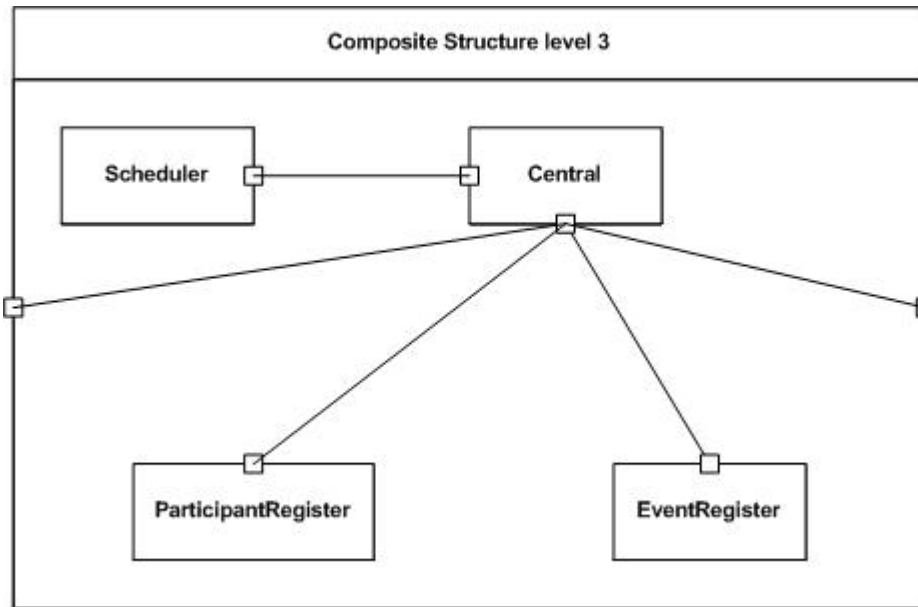 Composite Structure level 3
Scheduler
Central
ParticipantRegister
EventRegister